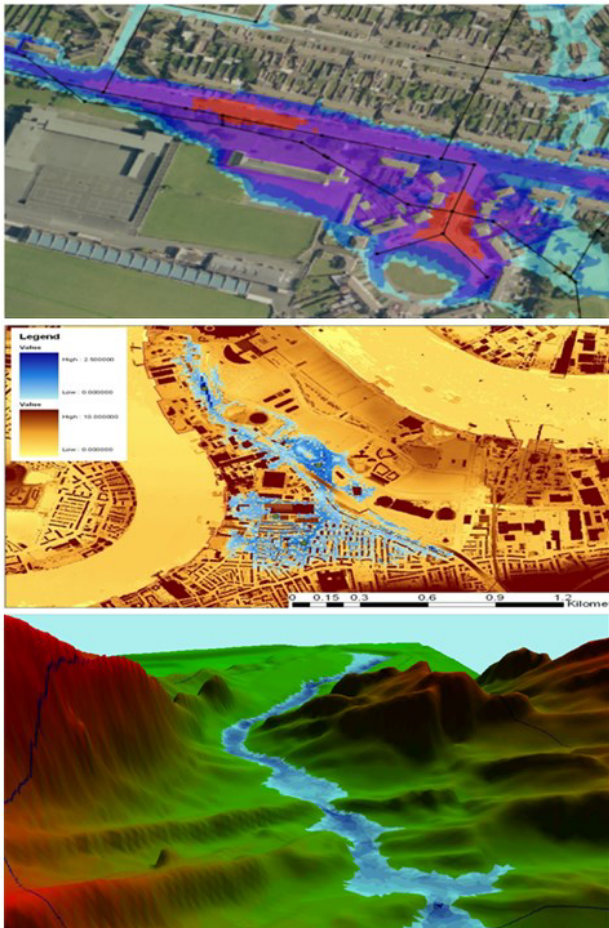 Legend
Value
High : 2.500000
Low : 0.000000
Value
High : 10.000000
Low : 0.000000
0 0.15 0.3 0.6 0.9 1.2
Kilometers